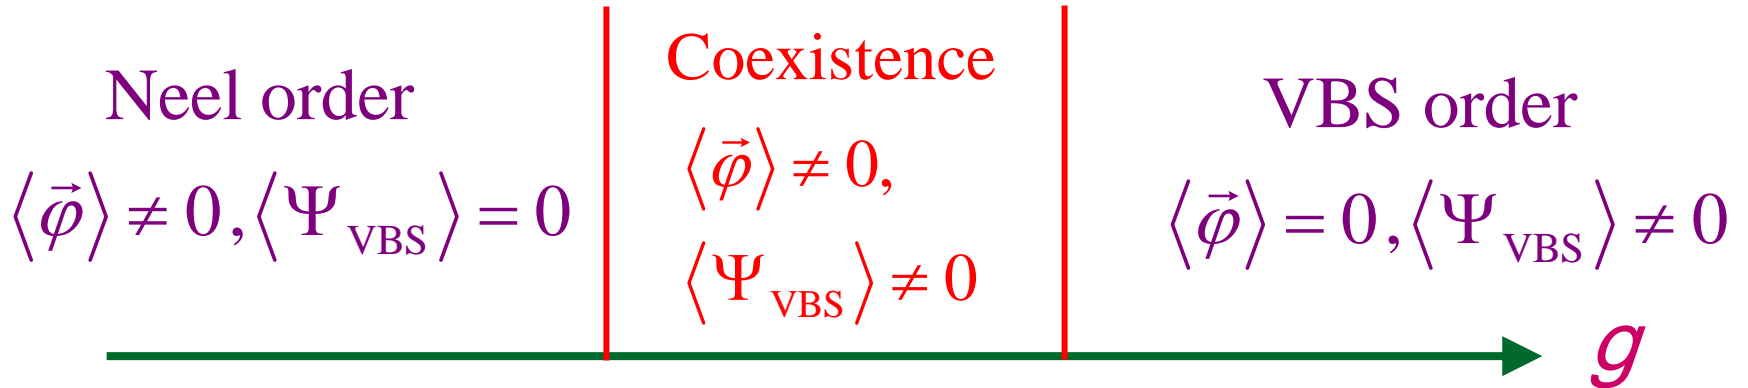 Neel order
⟨φ⃗⟩ ≠ 0, ⟨Ψ_VBS⟩ = 0
Coexistence
⟨φ⃗⟩ ≠ 0,
⟨Ψ_VBS⟩ ≠ 0
VBS order
⟨φ⃗⟩ = 0, ⟨Ψ_VBS⟩ ≠ 0
g